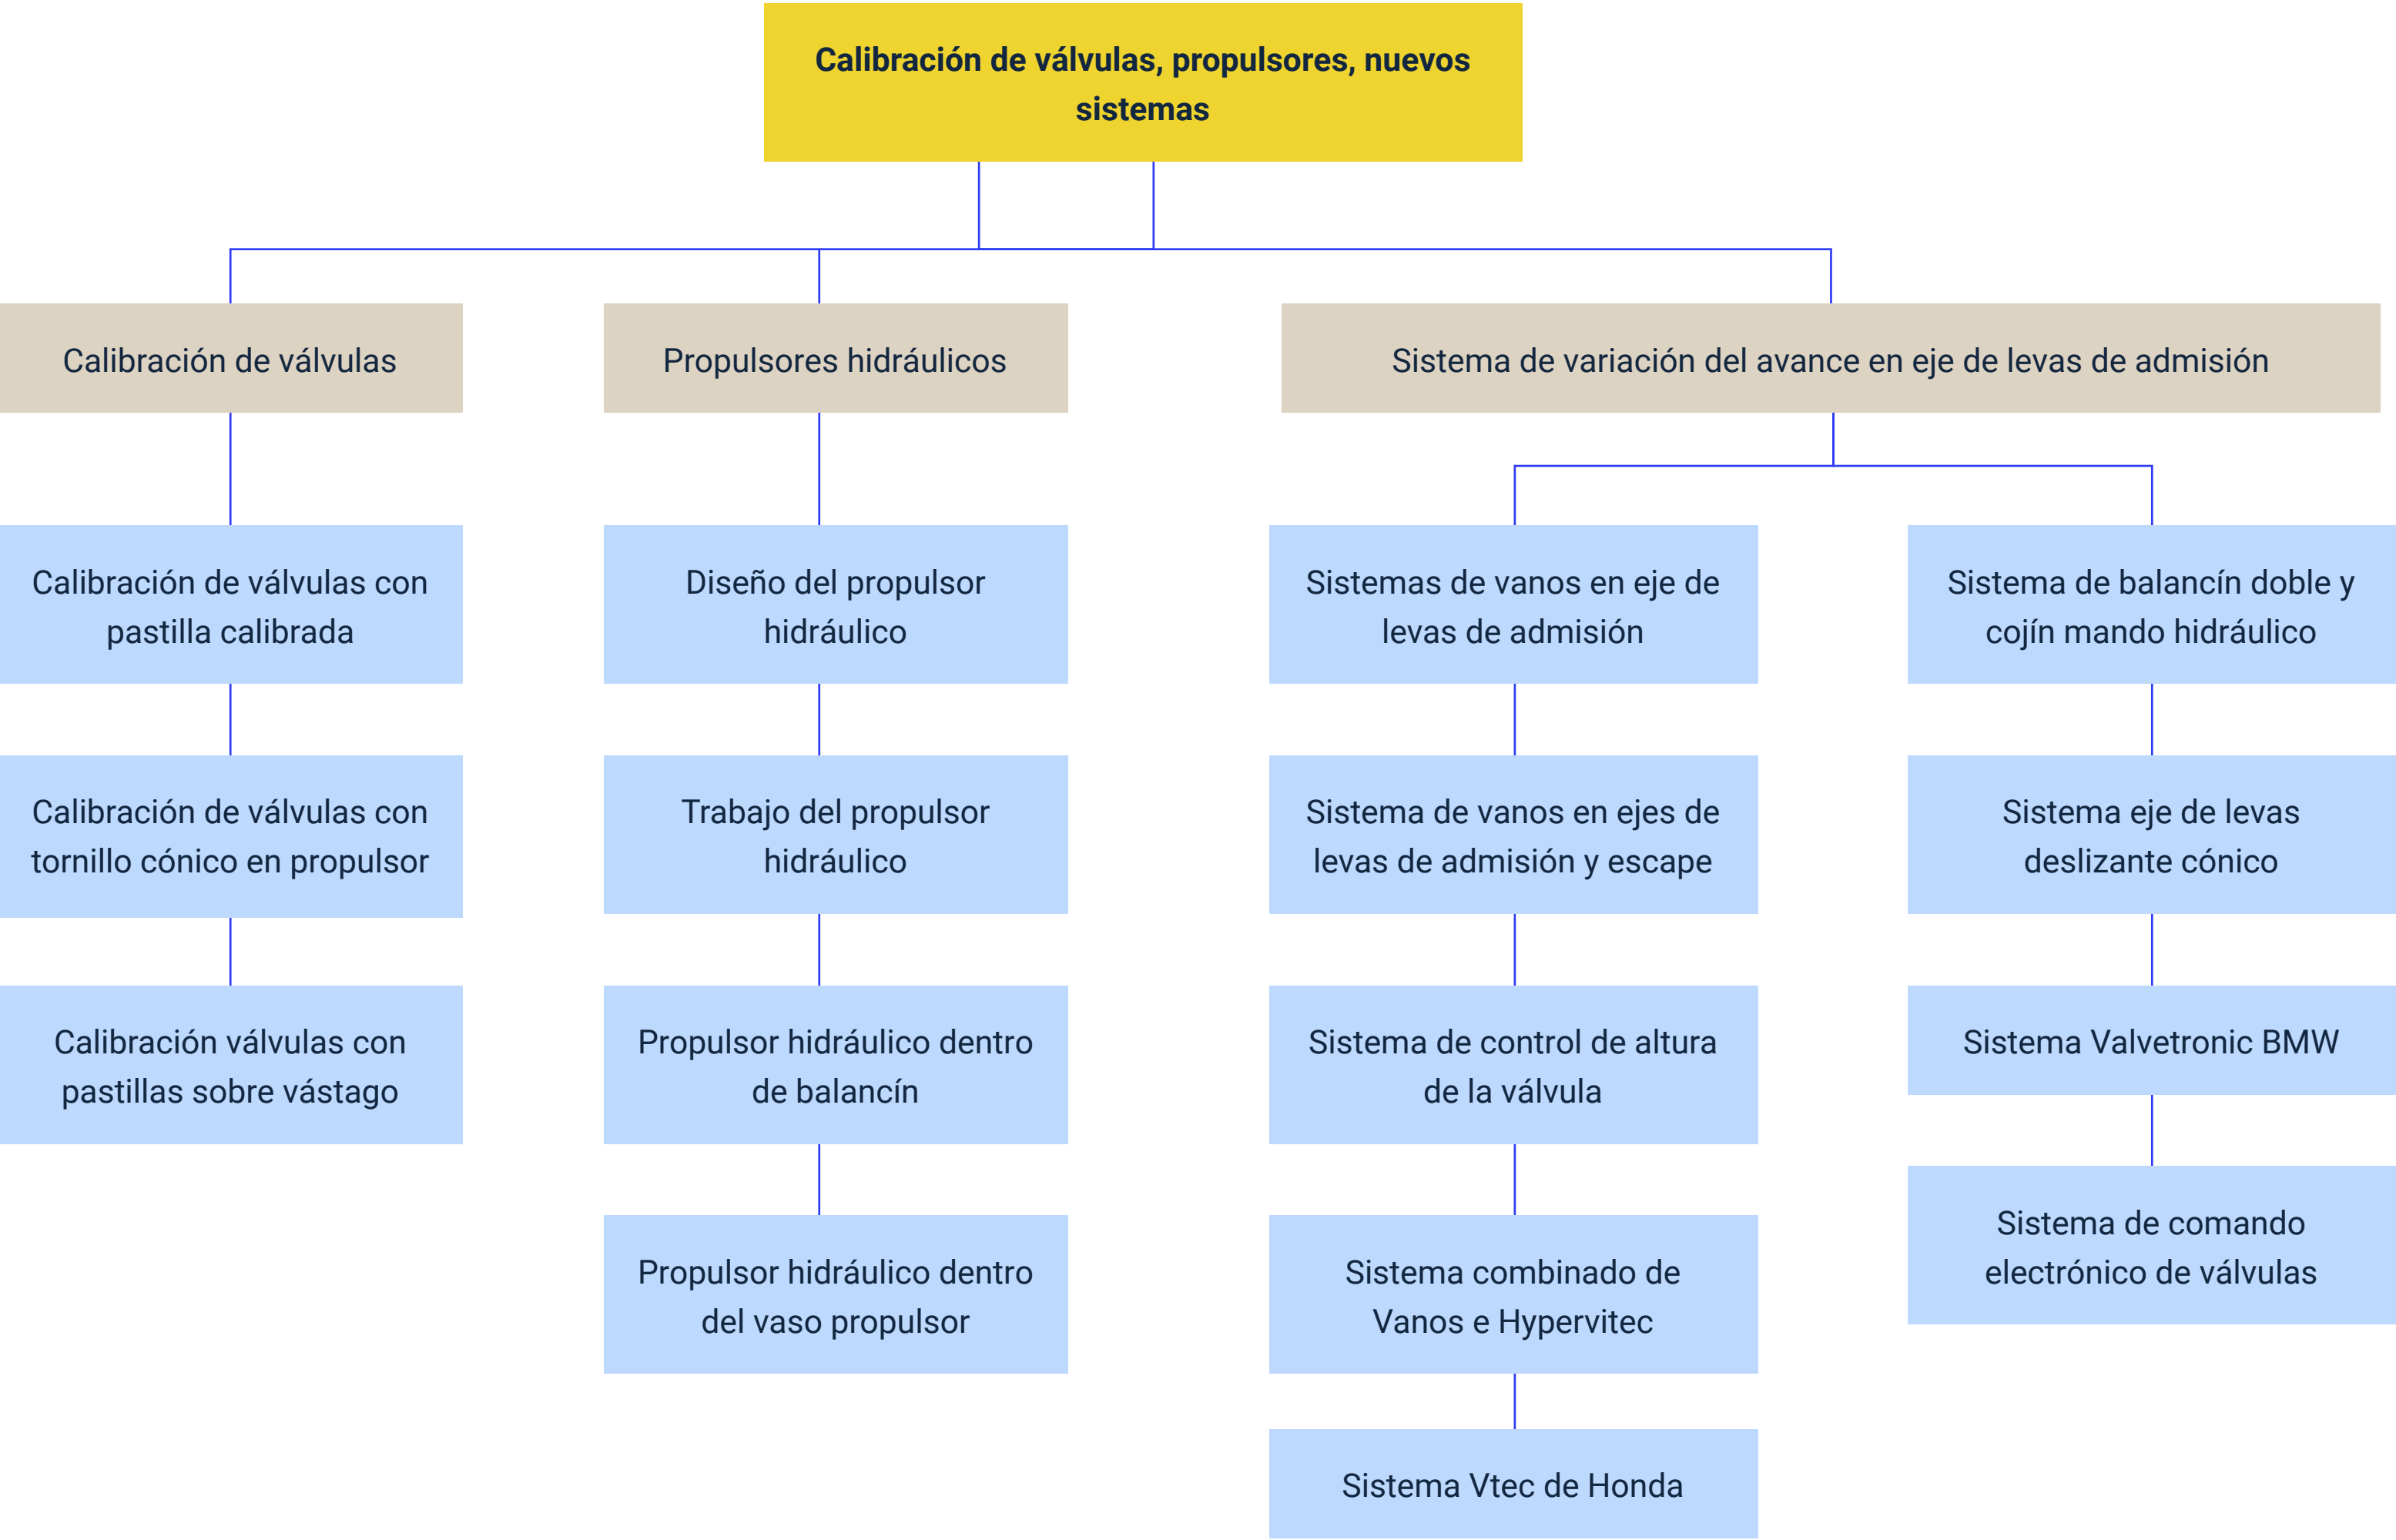 Calibración de válvulas, propulsores, nuevos
sistemas
Calibración de válvulas
Propulsores hidráulicos
Sistema de variación del avance en eje de levas de admisión
Calibración de válvulas con
pastilla calibrada
Calibración de válvulas con
tornillo cónico en propulsor
Calibración válvulas con
pastillas sobre vástago
Diseño del propulsor
hidráulico
Trabajo del propulsor
hidráulico
Propulsor hidráulico dentro
de balancín
Propulsor hidráulico dentro
del vaso propulsor
Sistemas de vanos en eje de
levas de admisión
Sistema de vanos en ejes de
levas de admisión y escape
Sistema de control de altura
de la válvula
Sistema combinado de
Vanos e Hypervitec
Sistema Vtec de Honda
Sistema de balancín doble y
cojín mando hidráulico
Sistema eje de levas
deslizante cónico
Sistema Valvetronic BMW
Sistema de comando
electrónico de válvulas